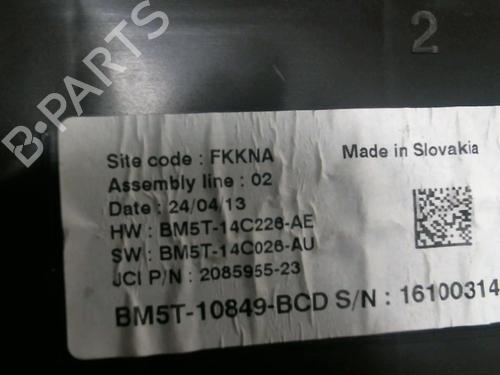 2
B-PARTS
Site code : FKKNA
Made in Slovakia
Assembly line : 02
Date : 24/04/13
HW : BM5T-14C226-AE
SW : BM5T-14C026-AU
JCI P/N : 2085955-23
BM5T-10849-BCD S/N : 16100314